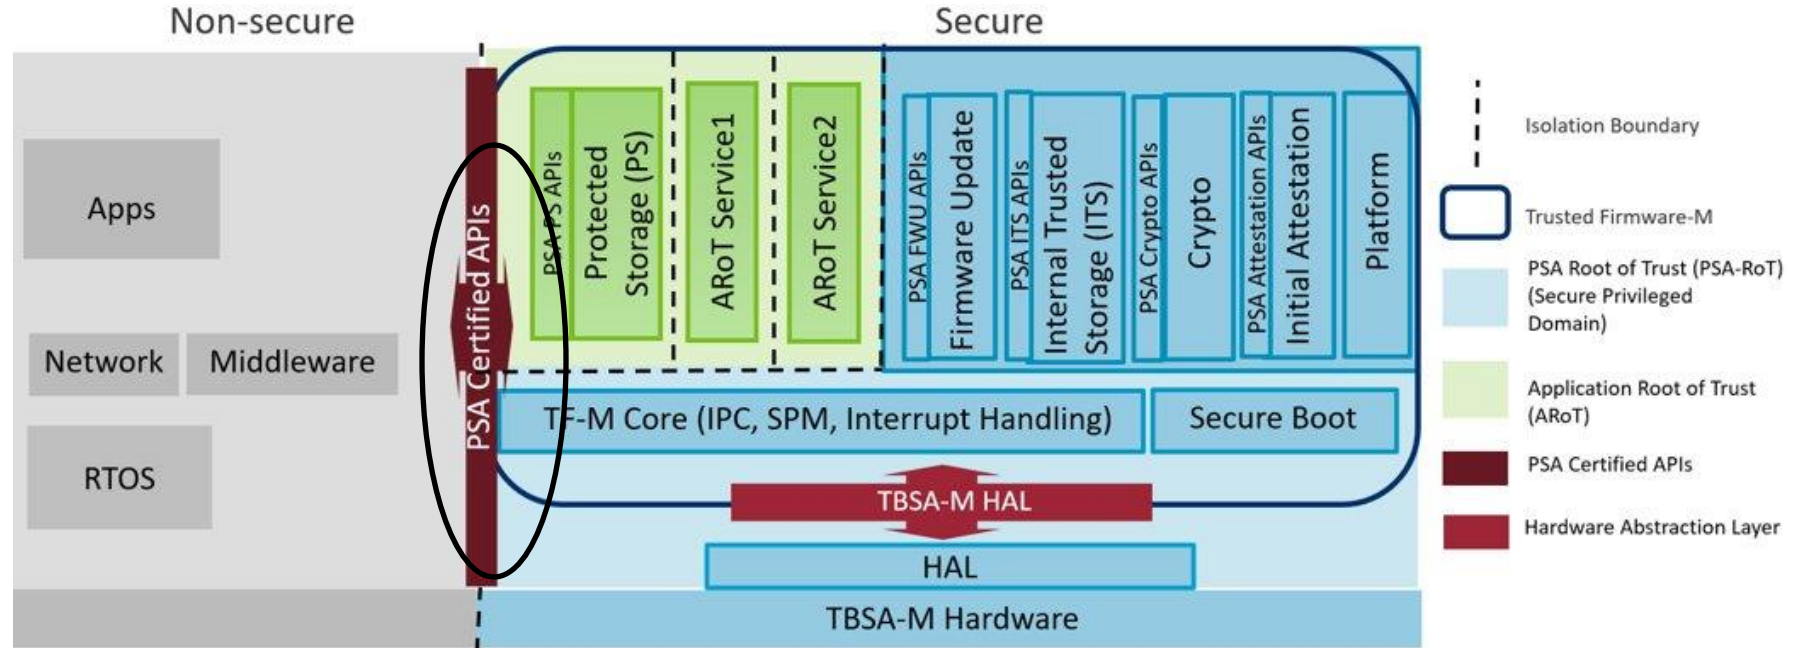 Non-secure
Secure
Apps
Network
Middleware
RTOS
PSA Certified APIs
PSA PS APIs
Protected
Storage (PS)
ARoT Service1
ARoT Service2
PSA FWU APIs
Firmware Update
PSA ITS APIs
Internal Trusted
Storage (ITS)
PSA Crypto APIs
Crypto
PSA Attestation APIs
Initial Attestation
Platform
TF-M Core (IPC, SPM, Interrupt Handling)
Secure Boot
TBSA-M HAL
HAL
TBSA-M Hardware
Isolation Boundary
Trusted Firmware-M
PSA Root of Trust (PSA-RoT)
(Secure Privileged
Domain)
Application Root of Trust
(ARoT)
PSA Certified APIs
Hardware Abstraction Layer